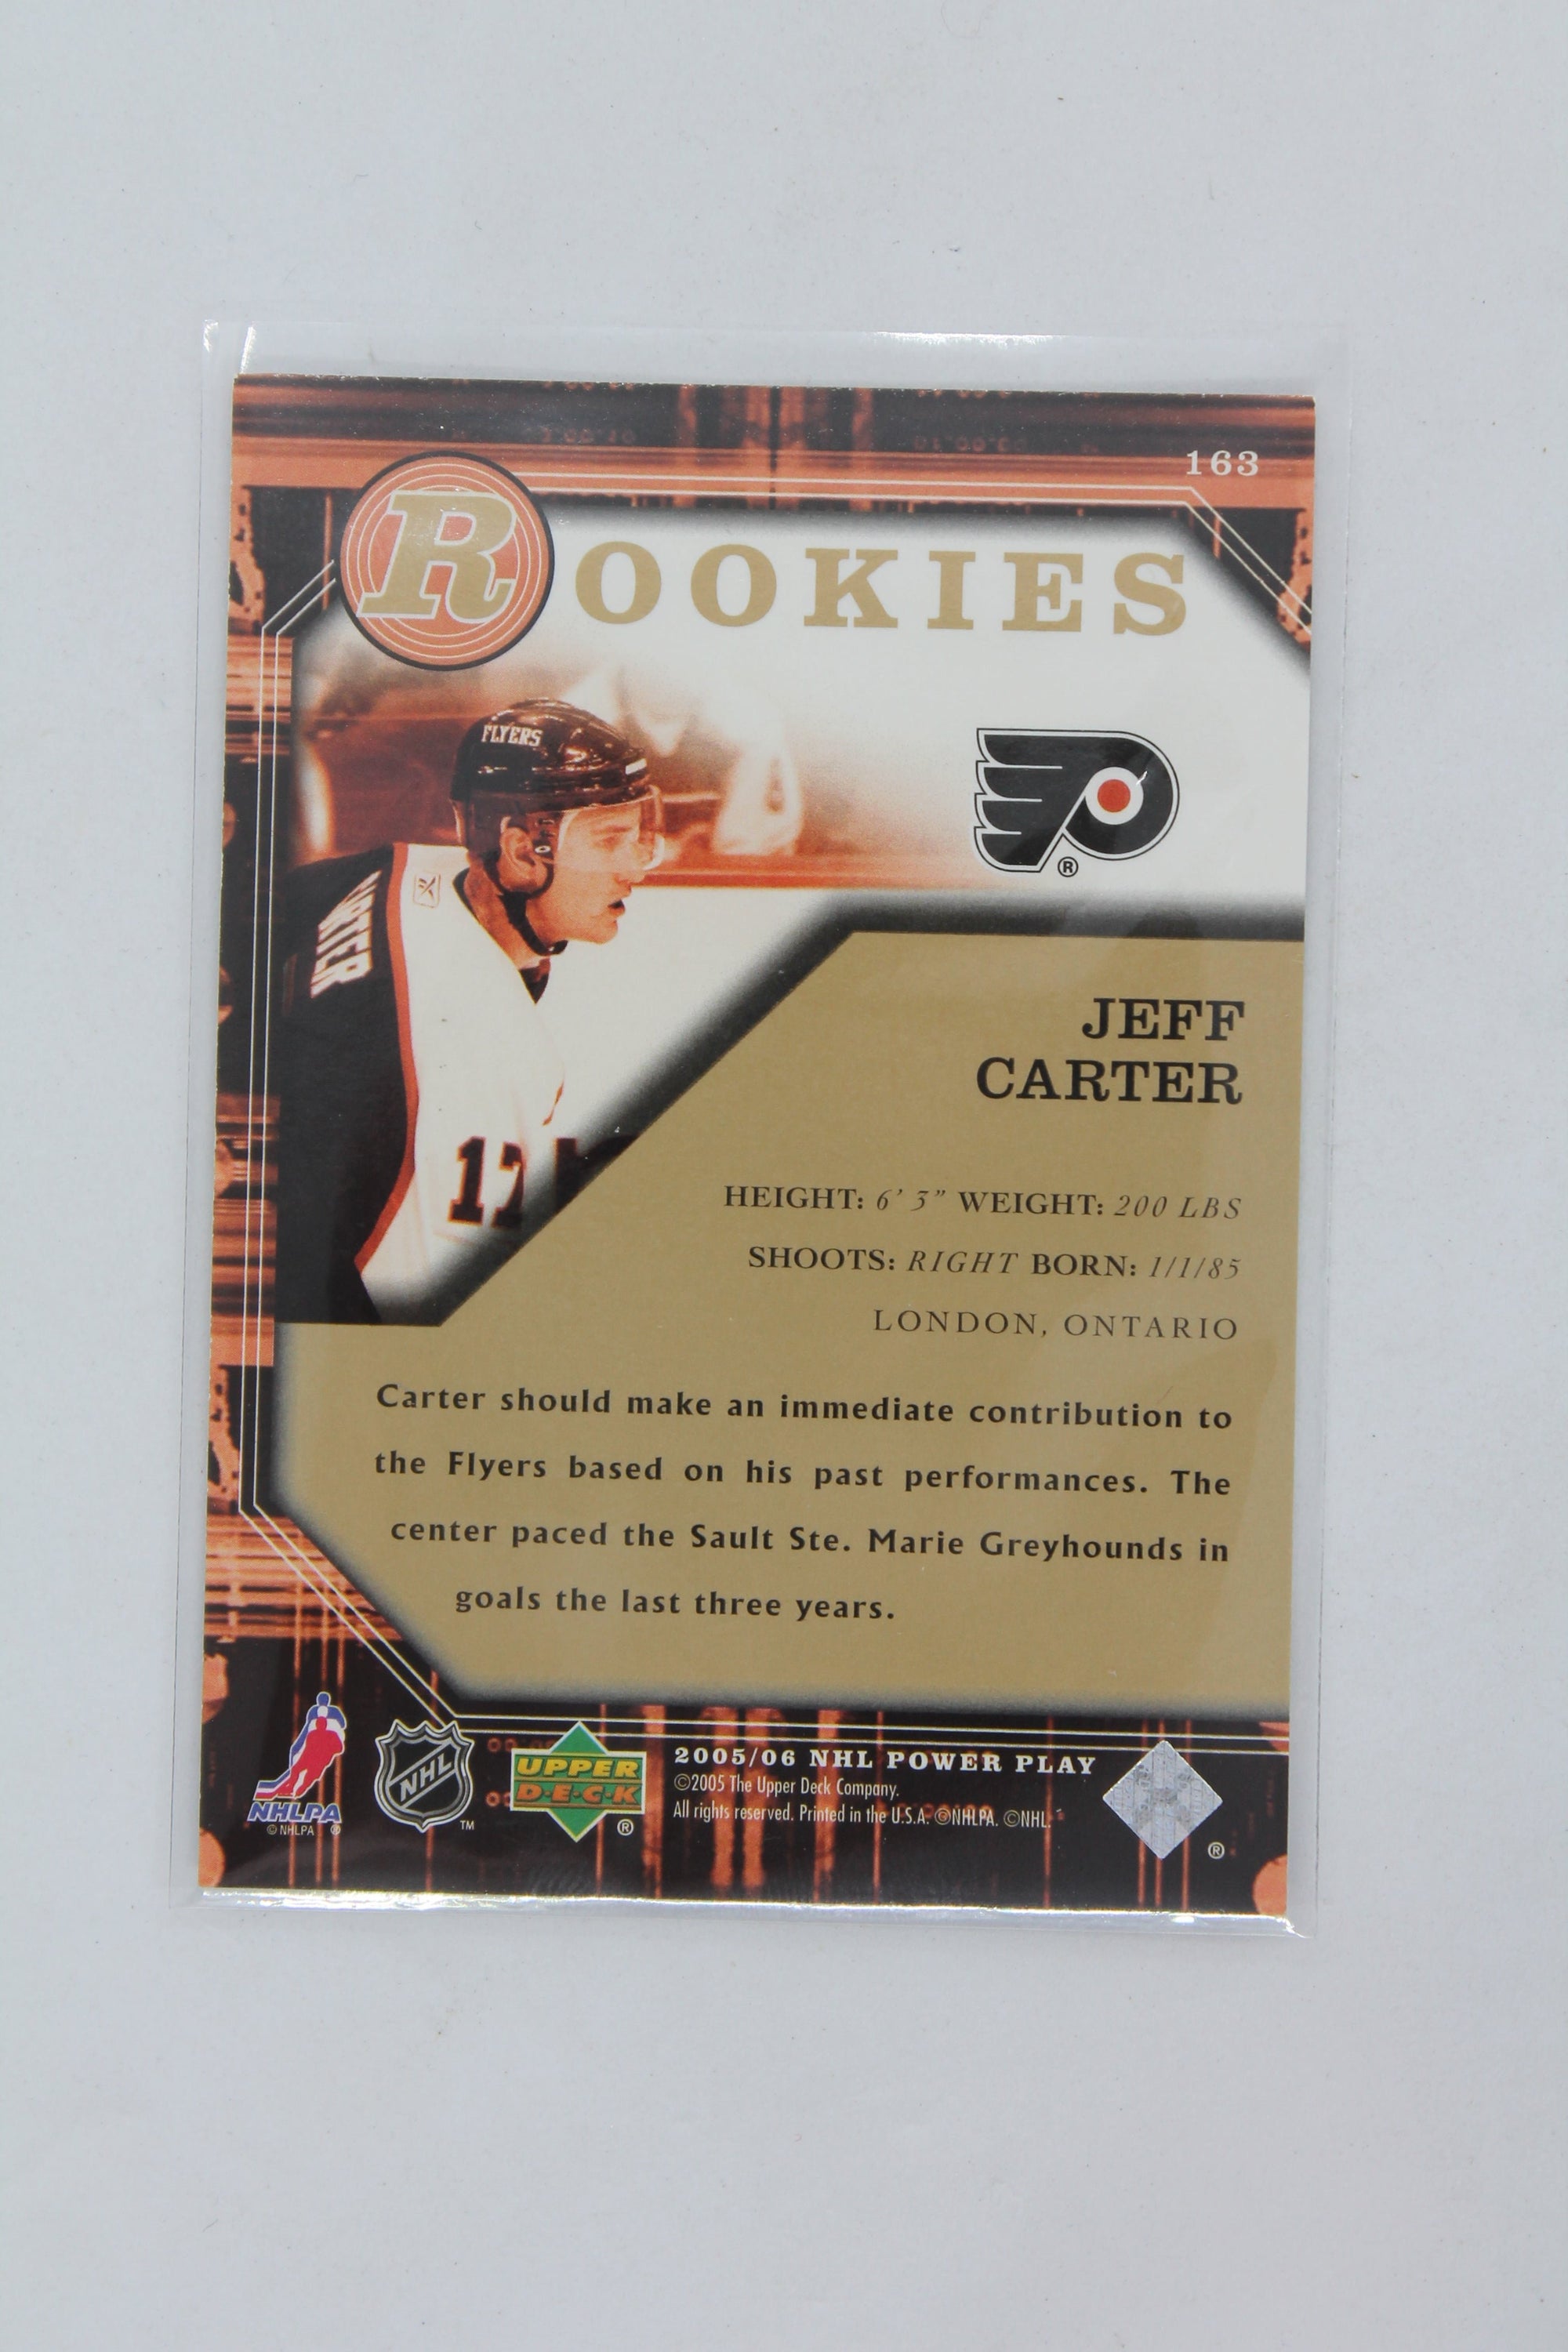 163
ROOKIES
FLYERS
CARTER
17
®
JEFF
CARTER
HEIGHT: 6' 3" WEIGHT: 200 LBS
SHOOTS: RIGHT BORN: 1/1/85
LONDON, ONTARIO
Carter should make an immediate contribution to
the Flyers based on his past performances. The
center paced the Sault Ste. Marie Greyhounds in
goals the last three years.
NHLPA
© NHLPA ®
NHL
TM
UPPER
D·E·C·K
®
2005/06 NHL POWER PLAY
©2005 The Upper Deck Company.
All rights reserved. Printed in the U.S.A. ©NHLPA. ©NHL.
®